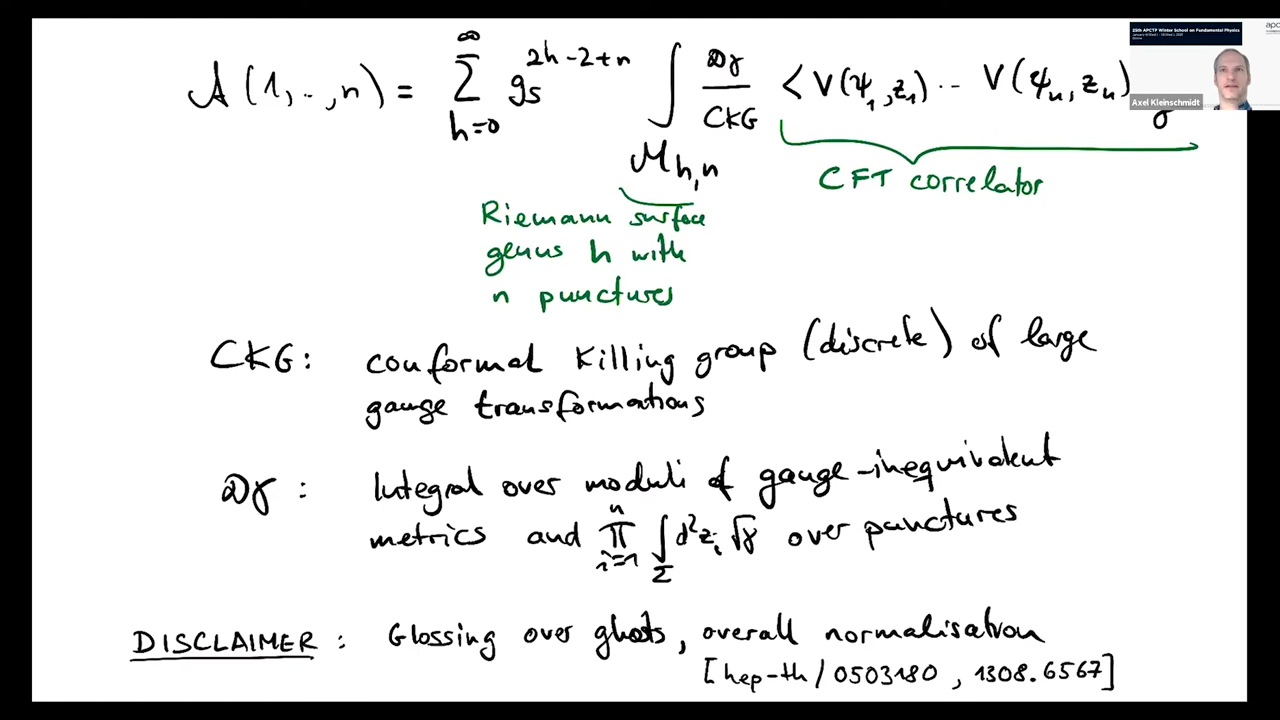 A(1,..,n) = ∑_{h=0}^{∞} g_s^{2h-2+n} ∫_{M_{h,n}} Dγ/CKG <V(ψ_1,z_1) ... V(ψ_n,z_n)
Axel Kleinschmidt
CFT correlator
Riemann surface
genus h with
n punctures
CKG: conformal Killing group (discrete) of large
gauge transformations
Dγ : Integral over moduli of gauge-inequivalent
metrics and ∏_{i=1}^{n} ∫_Σ d²z_i √γ over punctures
DISCLAIMER : Glossing over ghosts, overall normalisation
[hep-th/0503180, 1308.6567]